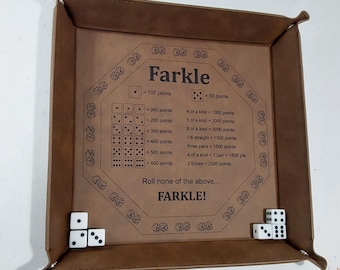 Farkle
= 100 points
= 50 points
= 300 points
= 200 points
= 300 points
= 400 points
= 500 points
= 600 points
4 of a kind = 1000 points
5 of a kind = 2000 points
6 of a kind = 3000 points
1-6 straight = 1500 points
Three pairs = 1500 points
4 of a kind + 1 pair = 1500 pts
2 triples = 2500 points
Roll none of the above...
FARKLE!